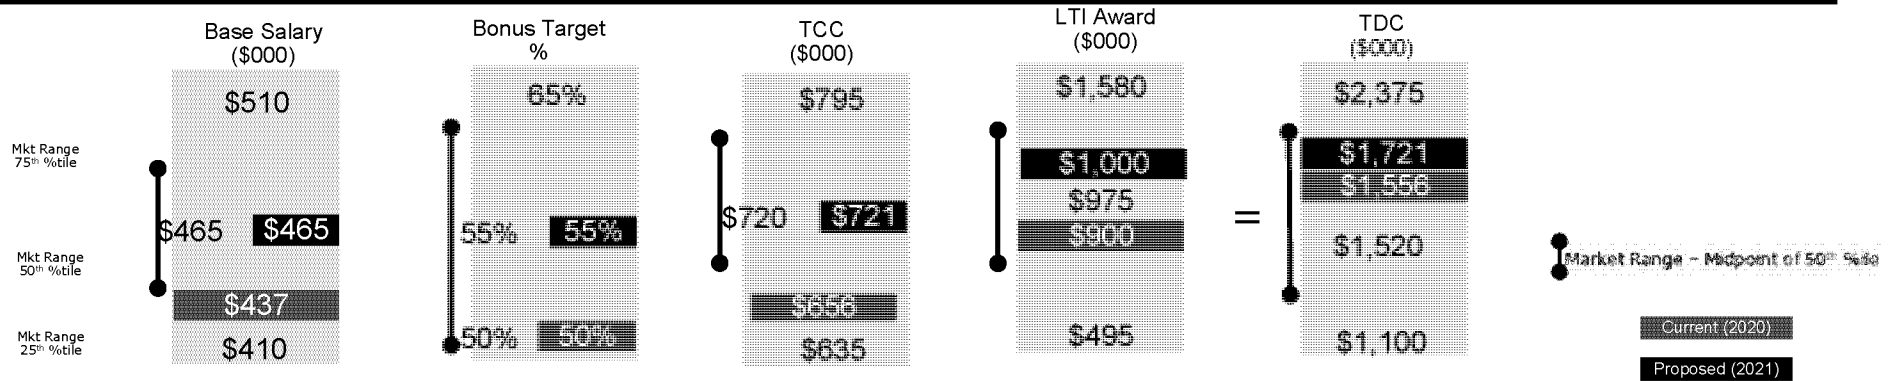 Base Salary
($000)
Bonus Target
%
TCC
($000)
LTI Award
($000)
TDC
($000)
Mkt Range
75th %tile
Mkt Range
50th %tile
Mkt Range
25th %tile
$510
$465 $465
$437
$410
65%
55% 55%
50% 50%
$795
$720 $721
$656
$635
$1,580
$1,000
$975
$900
$495
=
$2,375
$1,721
$1,556
$1,520
$1,100
Market Range – Midpoint of 50th %tile
Current (2020)
Proposed (2021)